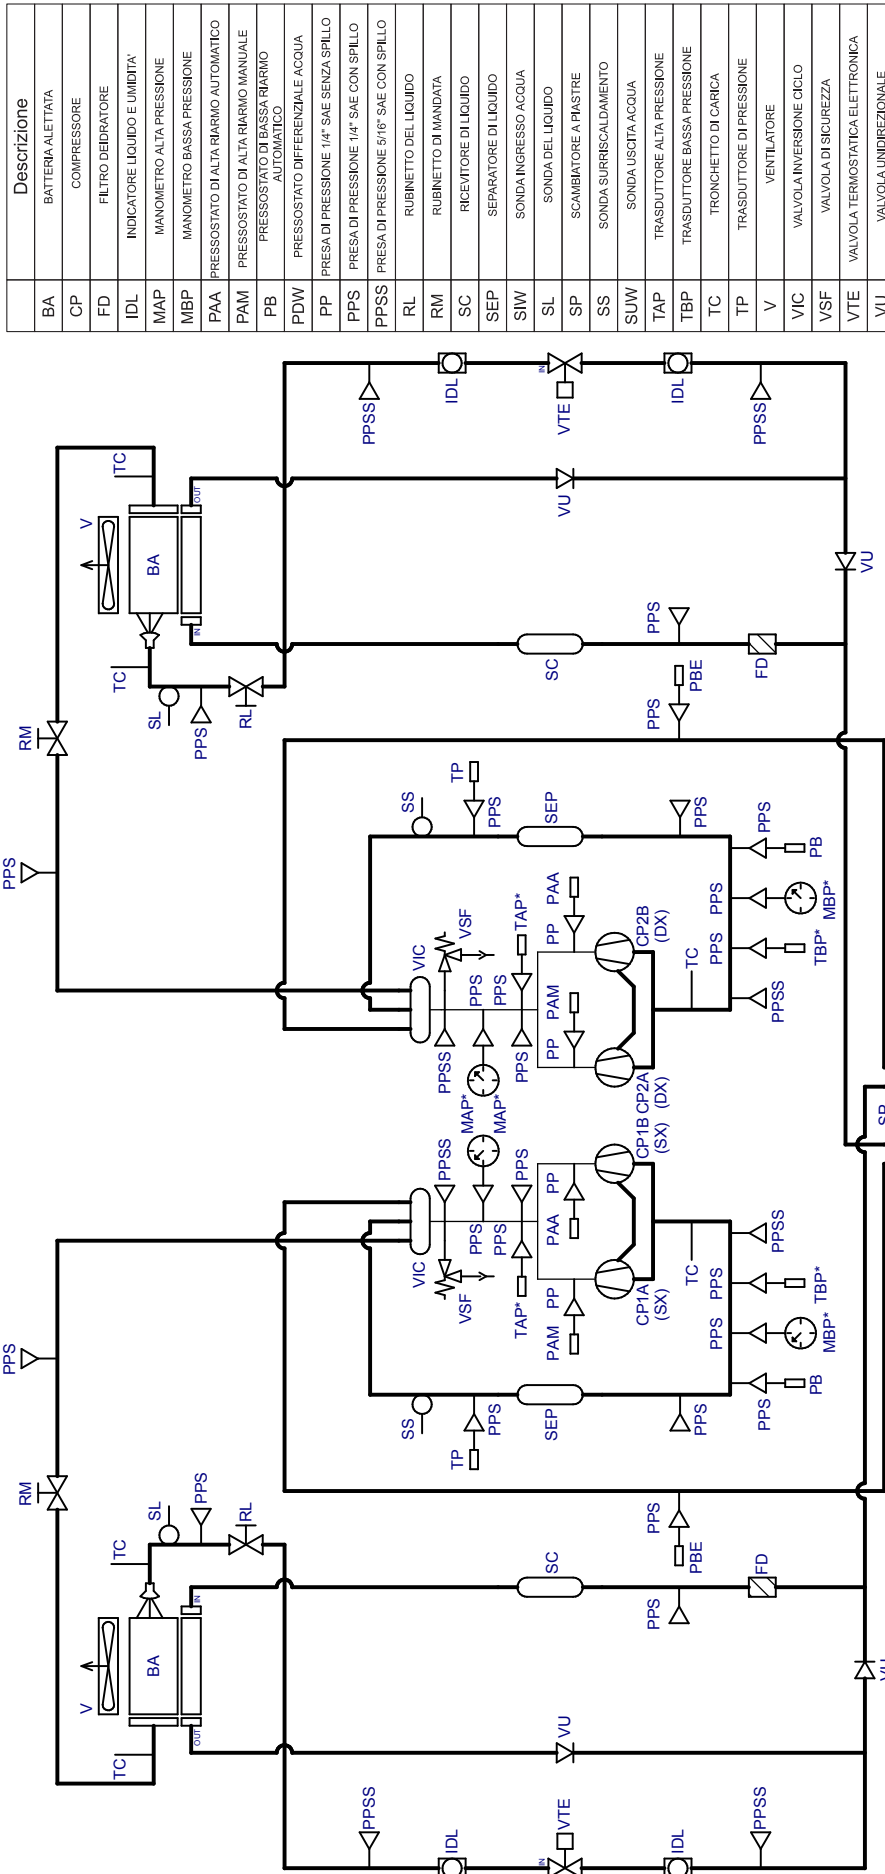 Descrizione
BA BATTERIA ALETTATA
CP COMPRESSORE
FD FILTRO DEIDRATORE
IDL INDICATORE LIQUIDO E UMIDITA'
MAP MANOMETRO ALTA PRESSIONE
MBP MANOMETRO BASSA PRESSIONE
PAA PRESSOSTATO DI ALTA RIARMO AUTOMATICO
PAM PRESSOSTATO DI ALTA RIARMO MANUALE
PB PRESSOSTATO DI BASSA RIARMO
AUTOMATICO
PDW PRESSOSTATO DIFFERENZIALE ACQUA
PP PRESA DI PRESSIONE 1/4" SAE SENZA SPILLO
PPS PRESA DI PRESSIONE 1/4" SAE CON SPILLO
PPSS PRESA DI PRESSIONE 5/16" SAE CON SPILLO
RL RUBINETTO DEL LIQUIDO
RM RUBINETTO DI MANDATA
SC RICEVITORE DI LIQUIDO
SEP SEPARATORE DI LIQUIDO
SIW SONDA INGRESSO ACQUA
SL SONDA DEL LIQUIDO
SP SCAMBIATORE A PIASTRE
SS SONDA SURRISCALDAMENTO
SUW SONDA USCITA ACQUA
TAP TRASDUTTORE ALTA PRESSIONE
TBP TRASDUTTORE BASSA PRESSIONE
TC TRONCHETTO DI CARICA
TP TRASDUTTORE DI PRESSIONE
V VENTILATORE
VIC VALVOLA INVERSIONE CICLO
VSF VALVOLA DI SICUREZZA
VTE VALVOLA TERMOSTATICA ELETTRONICA
VU VALVOLA UNIDIREZIONALE
PPS
PPS
RM
RM
V
TC
TC
BA
OUT
IN
SL
PPS
RL
V
TC
TC
BA
OUT
IN
SL
PPS
RL
PPSS
IDL
IN
VTE
IDL
PPSS
VU
SC
PPS
FD
PPS
PBE
SS
TP
PPS
SEP
PPS
VIC
VSF
PPSS
PPS
MAP*
PPS
TAP*
PPS
PAM
PP
CP1A
(SX)
PAA
PP
CP1B
(SX)
TC
PPS
PB
PPS
MBP*
PPS
TBP*
PPSS
VIC
VSF
PPSS
PPS
MAP*
PPS
TAP*
PPS
PAM
PP
CP2A
(DX)
PAA
PP
CP2B
(DX)
TC
PPSS
PPS
TBP*
PPS
MBP*
PPS
PB
SS
TP
PPS
SEP
PPS
PPS
PBE
SC
PPS
FD
VU
VU
PPSS
IDL
IN
VTE
IDL
PPSS